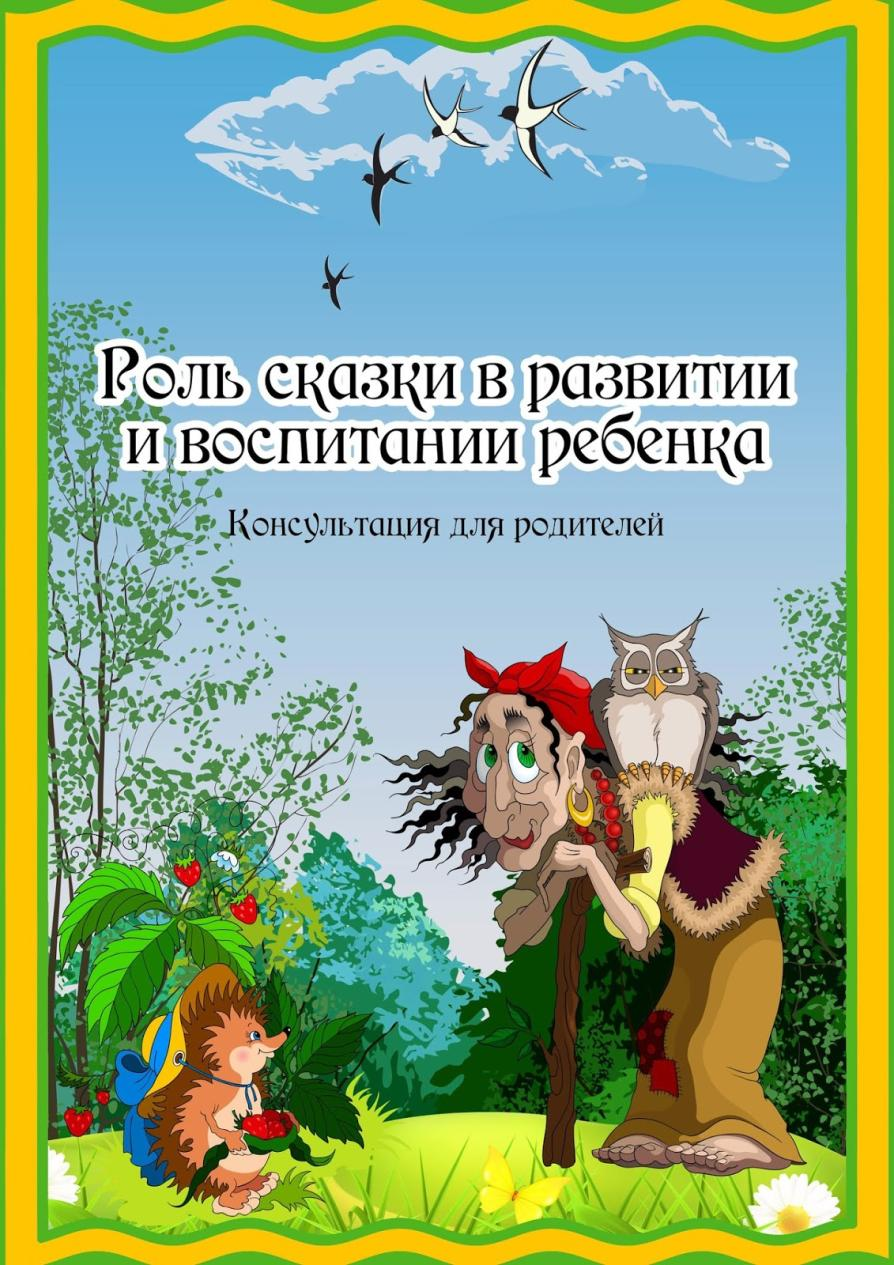 Роль сказки в развитии
и воспитании ребенка
Консультация для родителей